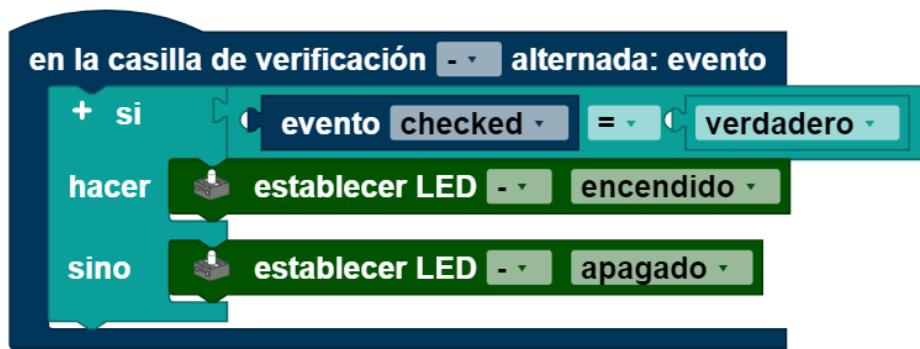 en la casilla de verificación - alternada: evento
+ si evento checked = verdadero
hacer establecer LED - encendido
sino establecer LED - apagado